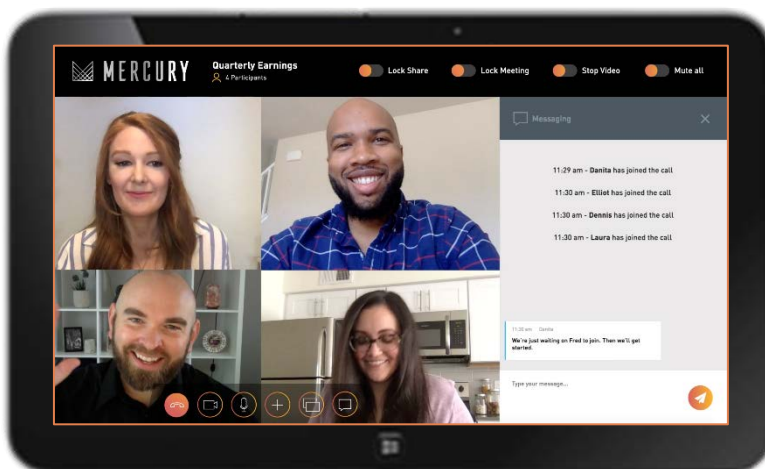 MERCURY
Quarterly Earnings
4 Participants
Lock Share
Lock Meeting
Stop Video
Mute all
Messaging
11:29 am - Danita has joined the call
11:30 am - Elliot has joined the call
11:30 am - Dennis has joined the call
11:30 am - Laura has joined the call
11:30 am Danita
We're just waiting on Fred to join. Then we'll get
started.
Type your message...